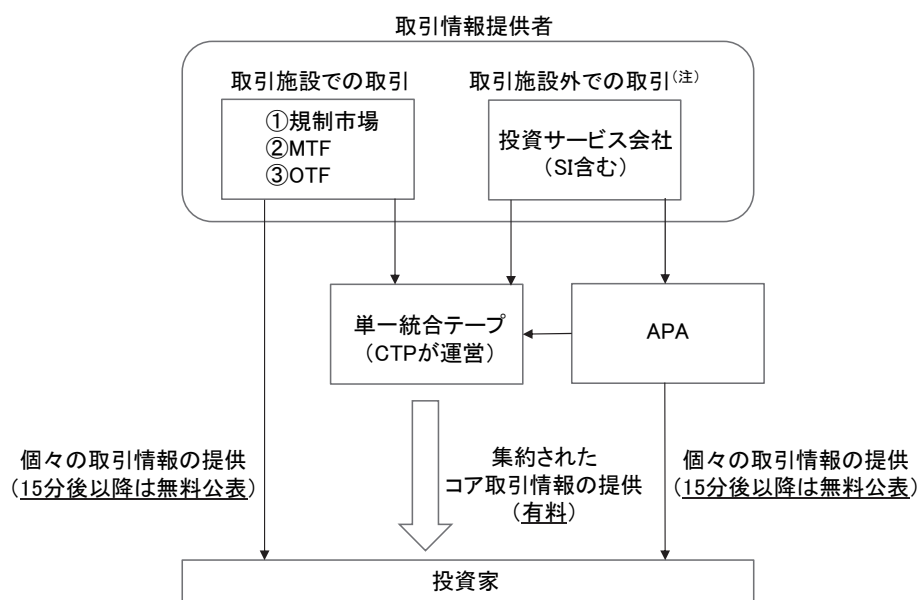 取引情報提供者
取引施設での取引
取引施設外での取引(注)
①規制市場
②MTF
③OTF
投資サービス会社
（SI含む）
単一統合テープ
（CTPが運営）
APA
個々の取引情報の提供
（15分後以降は無料公表）
集約された
コア取引情報の提供
（有料）
個々の取引情報の提供
（15分後以降は無料公表）
投資家